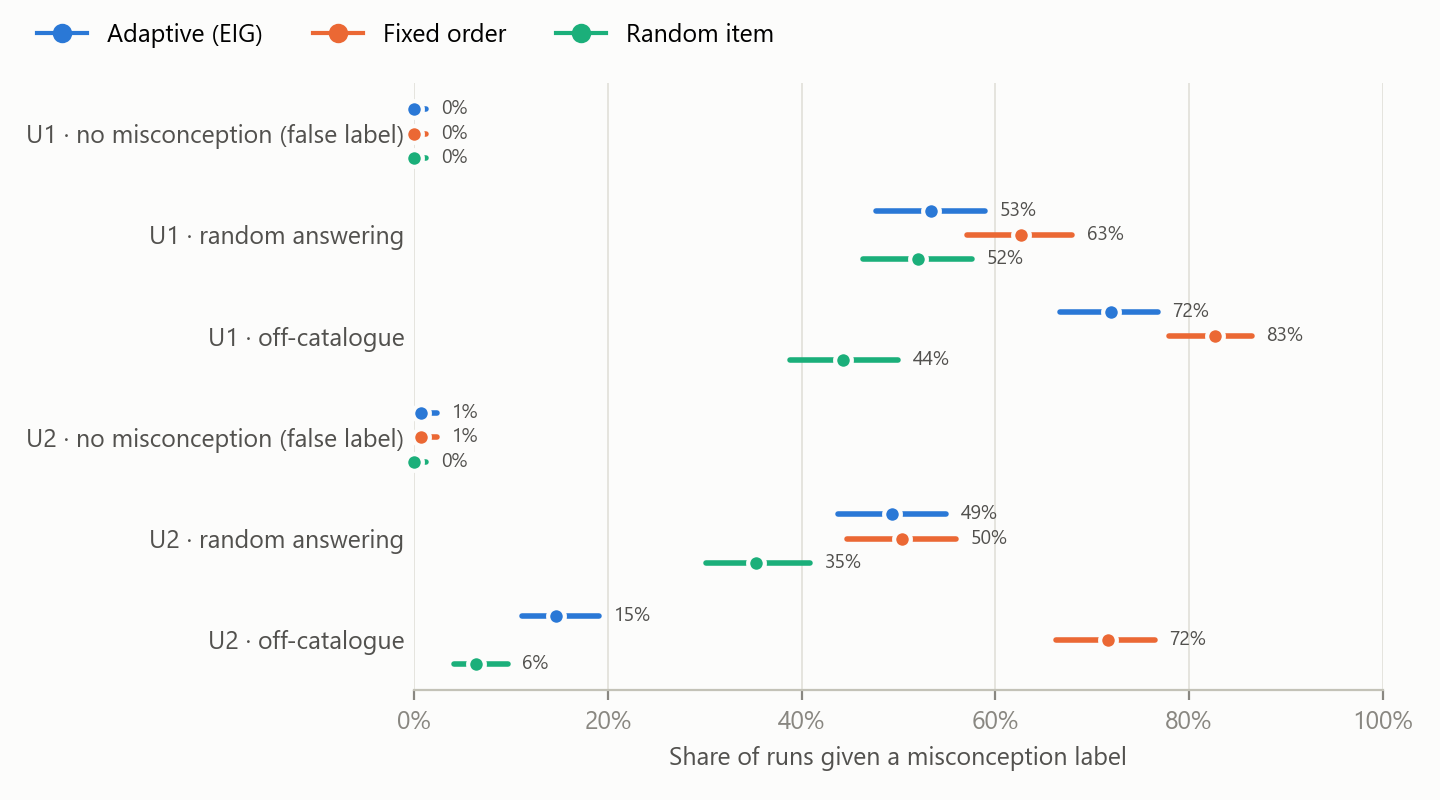 Adaptive (EIG) Fixed order Random item
U1 · no misconception (false label)
0%
0%
0%
U1 · random answering
53%
63%
52%
U1 · off-catalogue
72%
83%
44%
U2 · no misconception (false label)
1%
1%
0%
U2 · random answering
49%
50%
35%
U2 · off-catalogue
15%
72%
6%
0% 20% 40% 60% 80% 100%
Share of runs given a misconception label